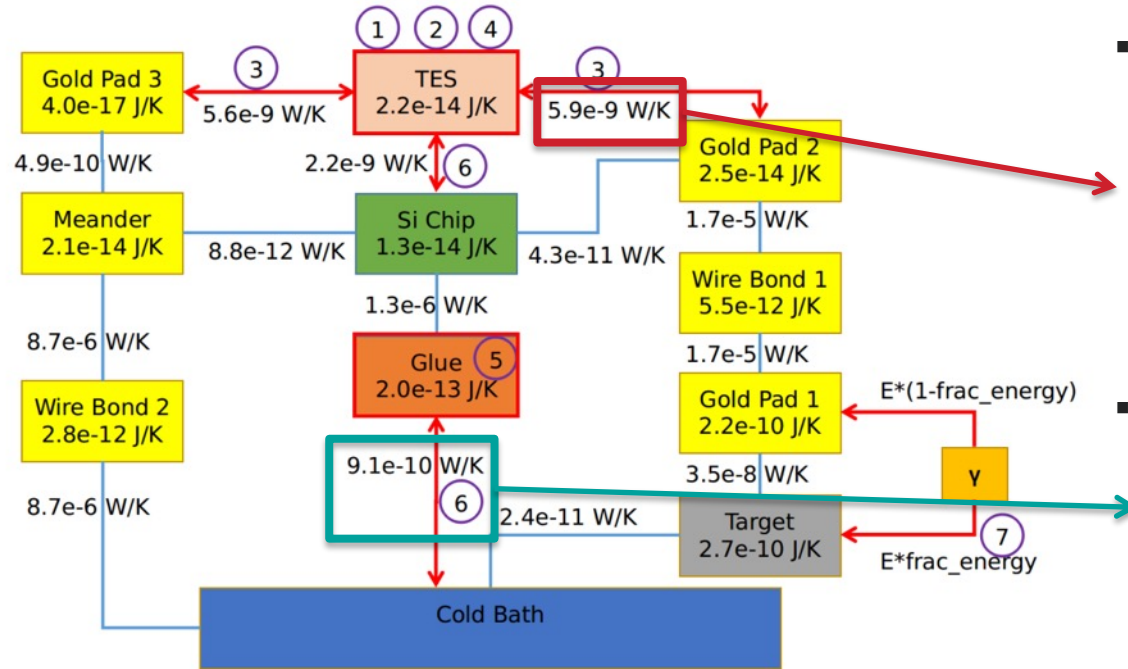 1
2
4
Gold Pad 3
4.0e-17 J/K
3
5.6e-9 W/K
TES
2.2e-14 J/K
3
5.9e-9 W/K
Gold Pad 2
2.5e-14 J/K
4.9e-10 W/K
2.2e-9 W/K
6
Meander
2.1e-14 J/K
8.8e-12 W/K
Si Chip
1.3e-14 J/K
4.3e-11 W/K
1.7e-5 W/K
Wire Bond 1
5.5e-12 J/K
1.3e-6 W/K
8.7e-6 W/K
Glue
5
2.0e-13 J/K
1.7e-5 W/K
Wire Bond 2
2.8e-12 J/K
Gold Pad 1
2.2e-10 J/K
E*(1-frac_energy)
9.1e-10 W/K
6
3.5e-8 W/K
γ
8.7e-6 W/K
2.4e-11 W/K
Target
2.7e-10 J/K
7
E*frac_energy
Cold Bath